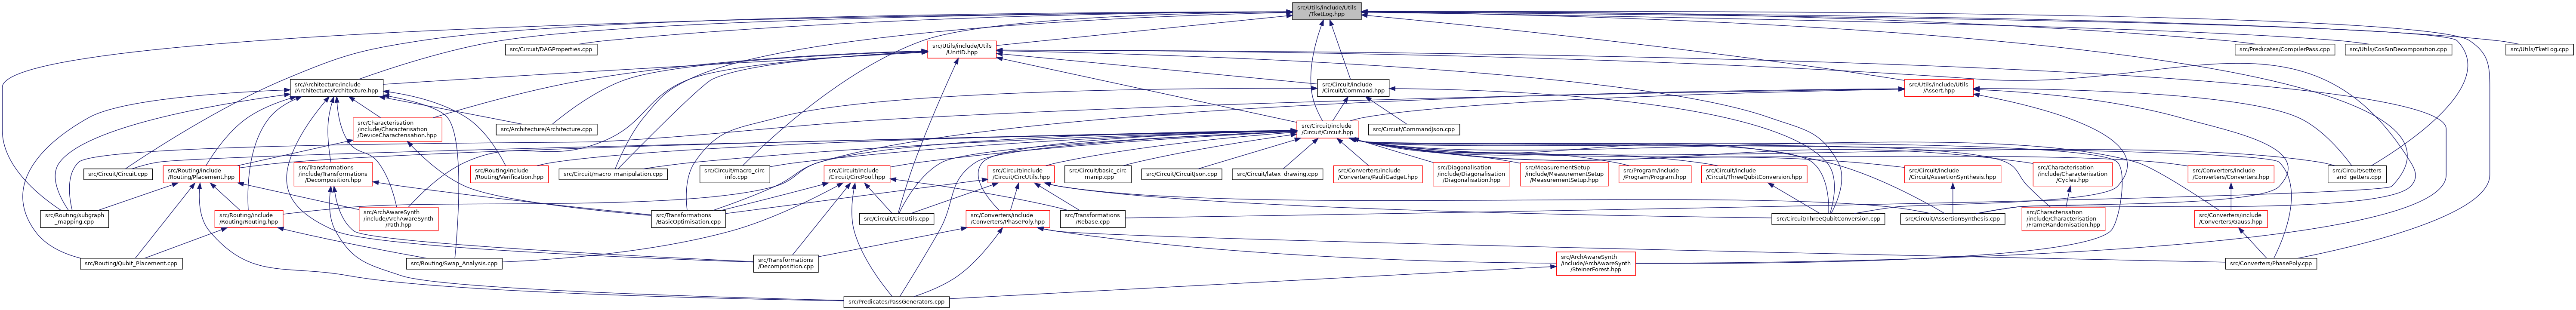 src/Utils/include/Utils
/TketLog.hpp
src/Circuit/DAGProperties.cpp
src/Utils/include/Utils
/UnitID.hpp
src/Predicates/CompilerPass.cpp
src/Utils/CosSinDecomposition.cpp
src/Utils/TketLog.cpp
src/Architecture/include
/Architecture/Architecture.hpp
src/Circuit/include
/Circuit/Command.hpp
src/Utils/include/Utils
/Assert.hpp
src/Characterisation
/include/Characterisation
/DeviceCharacterisation.hpp
src/Architecture/Architecture.cpp
src/Circuit/include
/Circuit/Circuit.hpp
src/Circuit/CommandJson.cpp
src/Circuit/Circuit.cpp
src/Routing/include
/Routing/Placement.hpp
src/Transformations
/include/Transformations
/Decomposition.hpp
src/Routing/include
/Routing/Verification.hpp
src/Circuit/macro_manipulation.cpp
src/Circuit/macro_circ
_info.cpp
src/Circuit/include
/Circuit/CircPool.hpp
src/Circuit/include
/Circuit/CircUtils.hpp
src/Circuit/basic_circ
_manip.cpp
src/Circuit/CircuitJson.cpp
src/Circuit/latex_drawing.cpp
src/Converters/include
/Converters/PauliGadget.hpp
src/Diagonalisation
/include/Diagonalisation
/Diagonalisation.hpp
src/MeasurementSetup
/include/MeasurementSetup
/MeasurementSetup.hpp
src/Program/include
/Program/Program.hpp
src/Circuit/include
/Circuit/ThreeQubitConversion.hpp
src/Circuit/include
/Circuit/AssertionSynthesis.hpp
src/Characterisation
/include/Characterisation
/Cycles.hpp
src/Converters/include
/Converters/Converters.hpp
src/Circuit/setters
_and_getters.cpp
src/Routing/subgraph
_mapping.cpp
src/Routing/include
/Routing/Routing.hpp
src/ArchAwareSynth
/include/ArchAwareSynth
/Path.hpp
src/Transformations
/BasicOptimisation.cpp
src/Circuit/CircUtils.cpp
src/Converters/include
/Converters/PhasePoly.hpp
src/Transformations
/Rebase.cpp
src/Circuit/ThreeQubitConversion.cpp
src/Circuit/AssertionSynthesis.cpp
src/Characterisation
/include/Characterisation
/FrameRandomisation.hpp
src/Converters/include
/Converters/Gauss.hpp
src/Routing/Qubit_Placement.cpp
src/Routing/Swap_Analysis.cpp
src/Transformations
/Decomposition.cpp
src/ArchAwareSynth
/include/ArchAwareSynth
/SteinerForest.hpp
src/Converters/PhasePoly.cpp
src/Predicates/PassGenerators.cpp